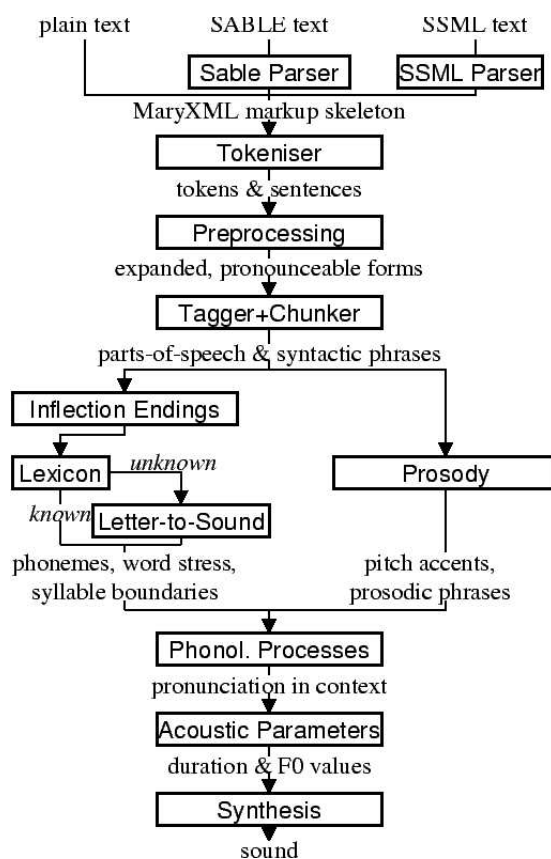 plain text SABLE text SSML text
Sable Parser SSML Parser
MaryXML markup skeleton
Tokeniser
tokens & sentences
Preprocessing
expanded, pronounceable forms
Tagger+Chunker
parts-of-speech & syntactic phrases
Inflection Endings
unknown
Lexicon Prosody
known
Letter-to-Sound
phonemes, word stress, pitch accents,
syllable boundaries prosodic phrases
Phonol. Processes
pronunciation in context
Acoustic Parameters
duration & F0 values
Synthesis
sound